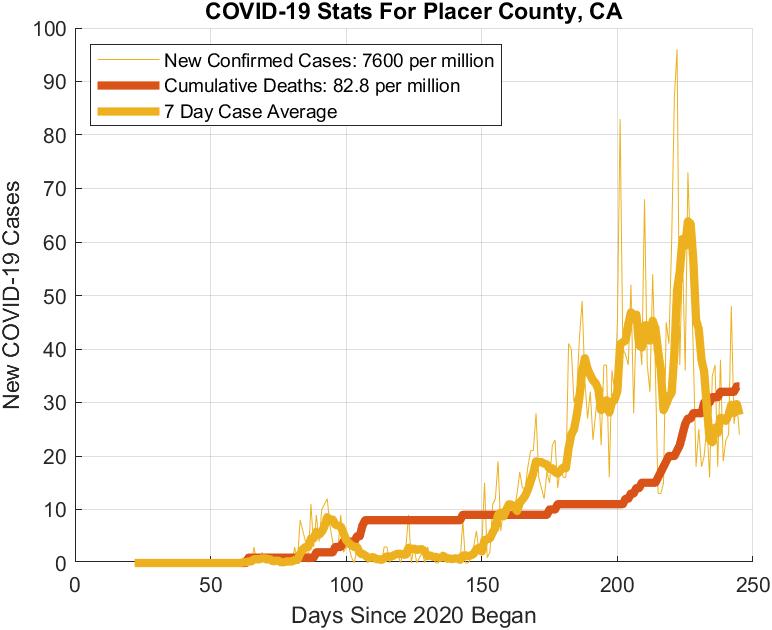 COVID-19 Stats For Placer County, CA
New Confirmed Cases: 7600 per million
Cumulative Deaths: 82.8 per million
7 Day Case Average
New COVID-19 Cases
100
90
80
70
60
50
40
30
20
10
0
0 50 100 150 200 250
Days Since 2020 Began